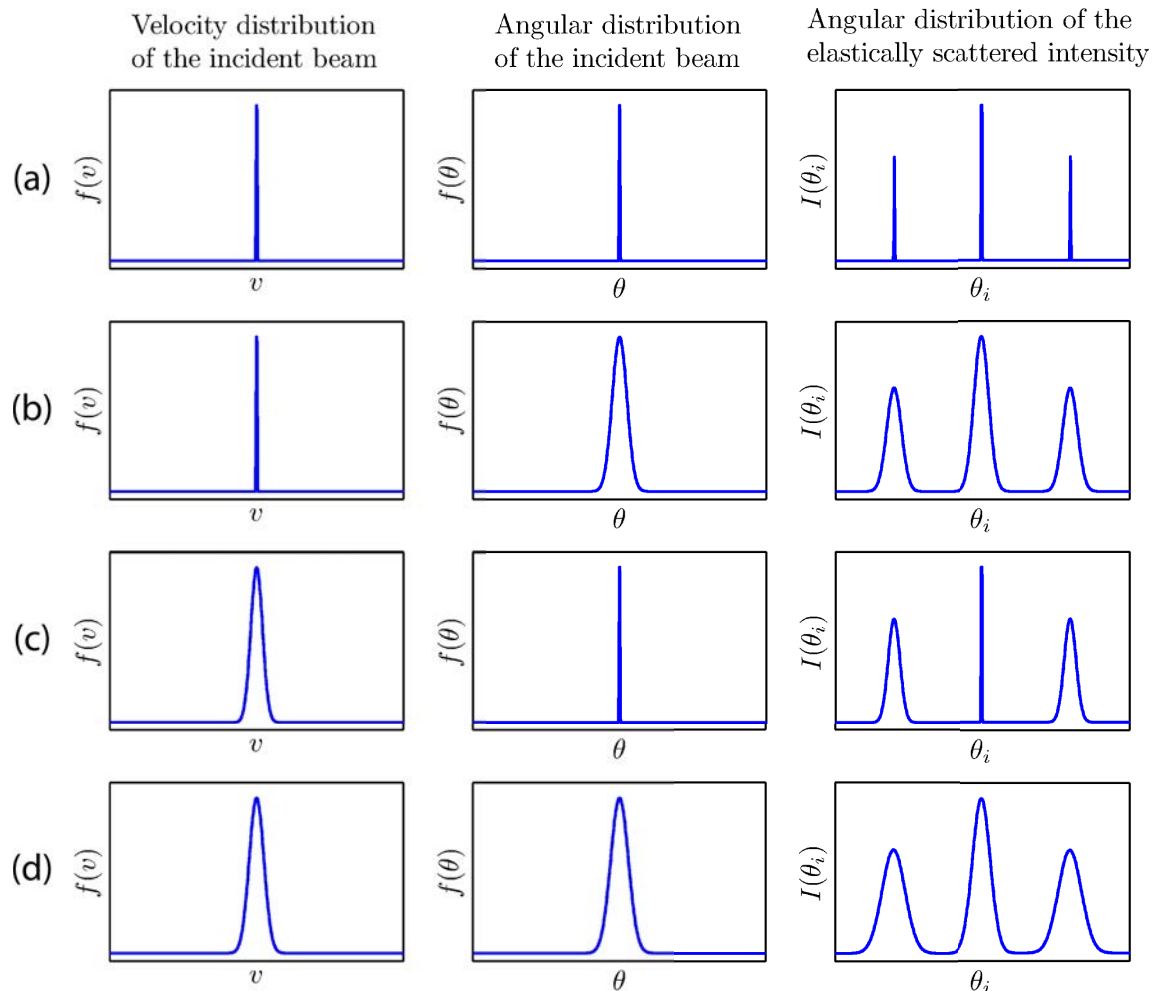 Velocity distribution
of the incident beam
Angular distribution
of the incident beam
Angular distribution of the
elastically scattered intensity
(a)
f(v)
v
f(θ)
θ
I(θ_i)
θ_i
(b)
f(v)
v
f(θ)
θ
I(θ_i)
θ_i
(c)
f(v)
v
f(θ)
θ
I(θ_i)
θ_i
(d)
f(v)
v
f(θ)
θ
I(θ_i)
θ_i